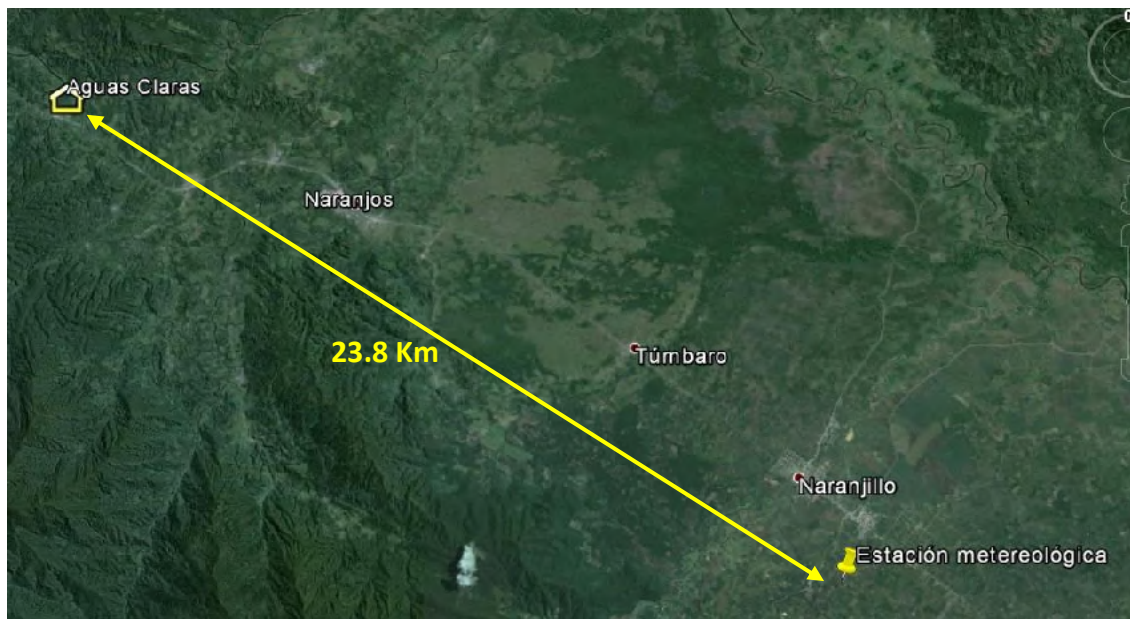 Aguas Claras
Naranjos
23.8 Km
Túmbaro
Naranjillo
Estación metereológica